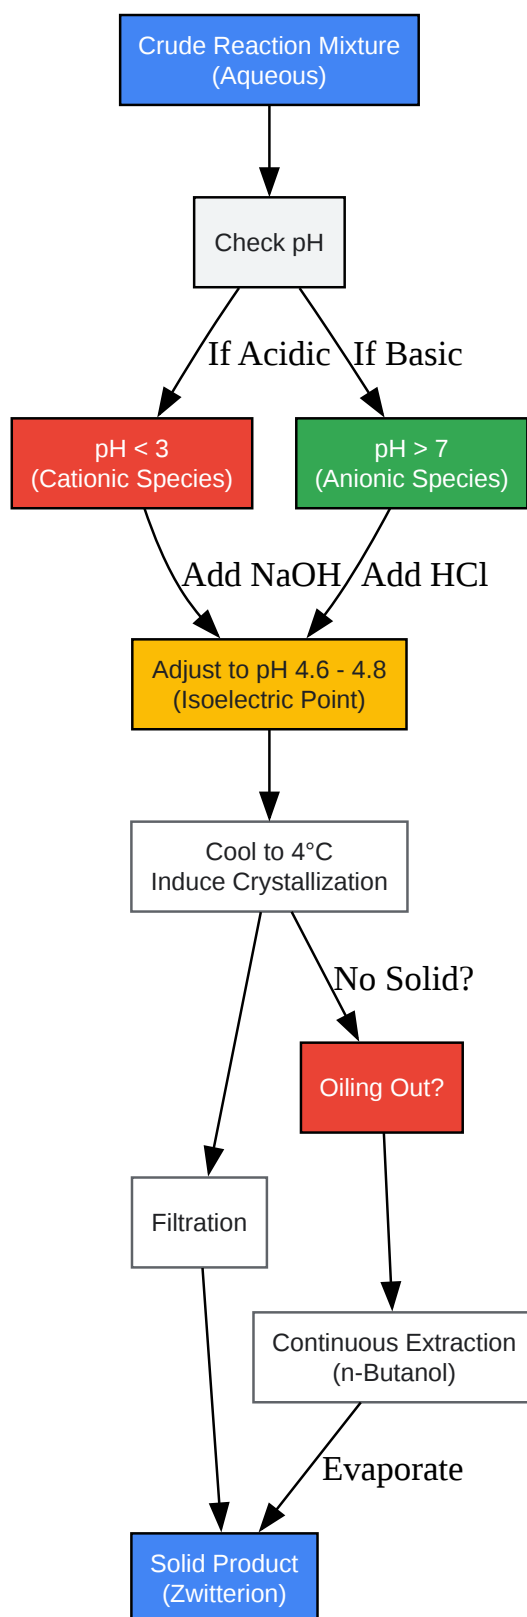 Crude Reaction Mixture
(Aqueous)
Check pH
If Acidic
If Basic
pH < 3
(Cationic Species)
pH > 7
(Anionic Species)
Add NaOH
Add HCl
Adjust to pH 4.6 - 4.8
(Isoelectric Point)
Cool to 4°C
Induce Crystallization
No Solid?
Oiling Out?
Filtration
Continuous Extraction
(n-Butanol)
Evaporate
Solid Product
(Zwitterion)